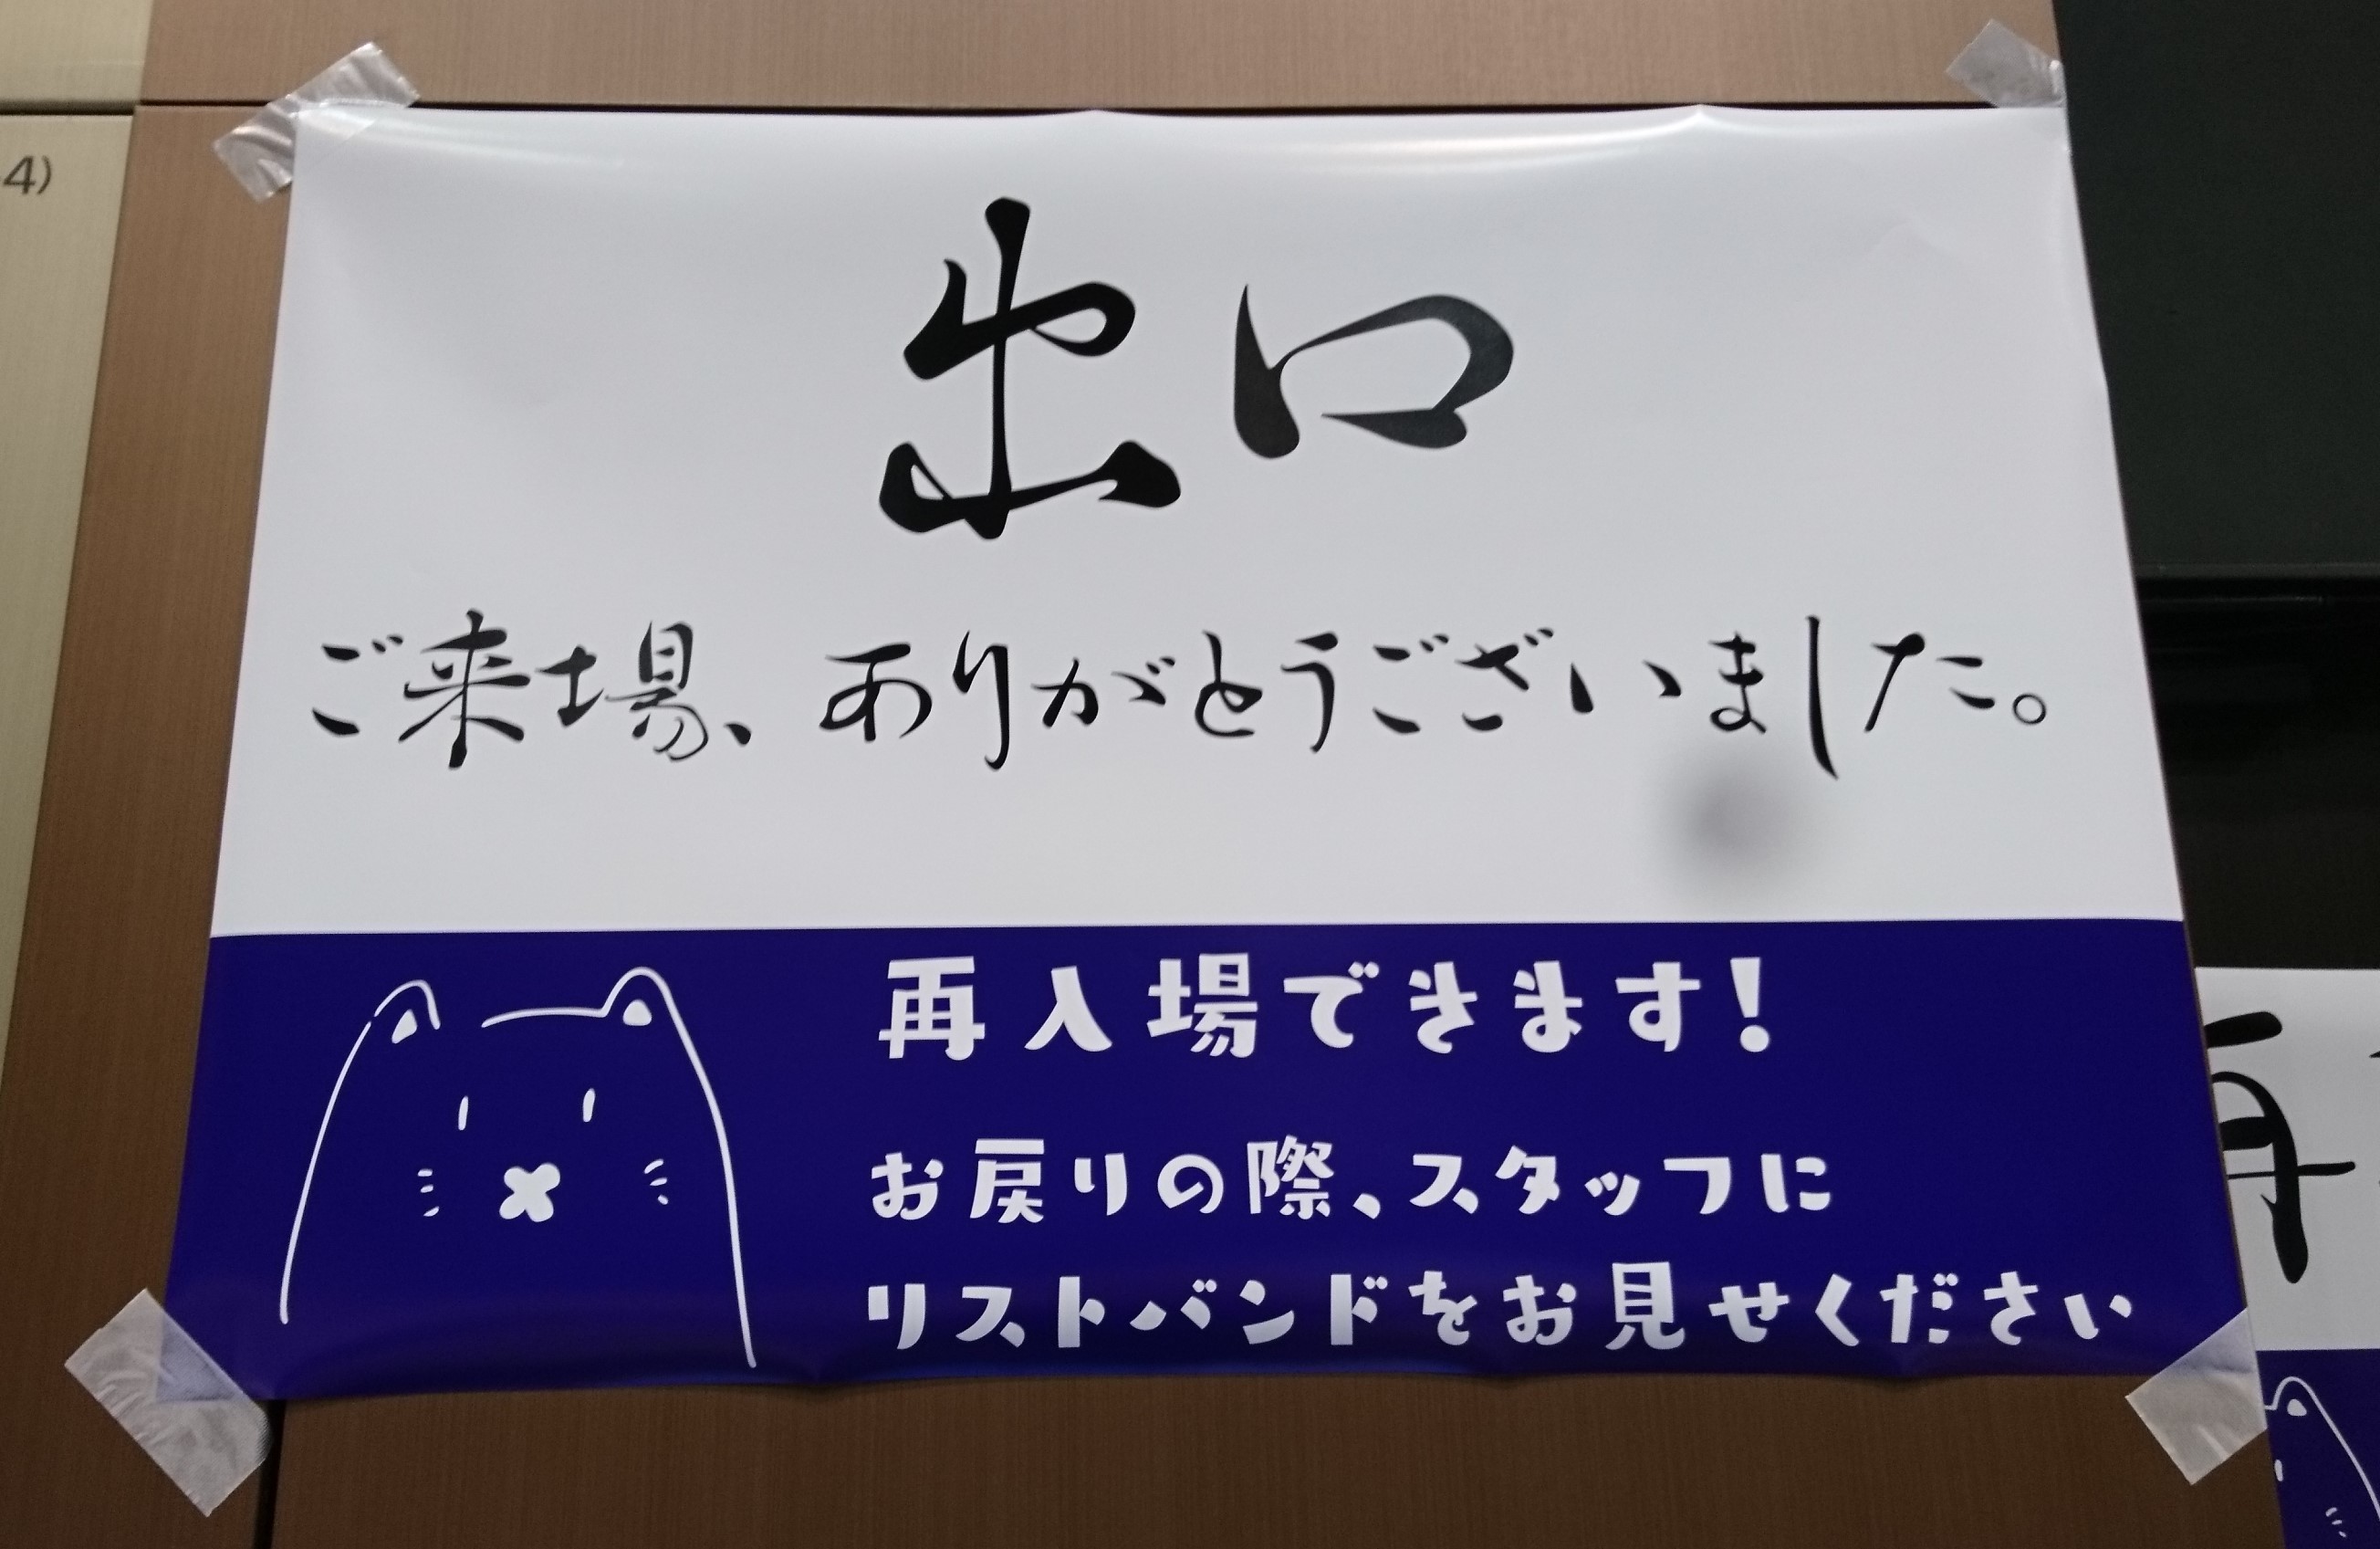 4)
出口
ご来場、ありがとうございました。
再入場できます！
お戻りの際、スタッフに
リストバンドをお見せください
再